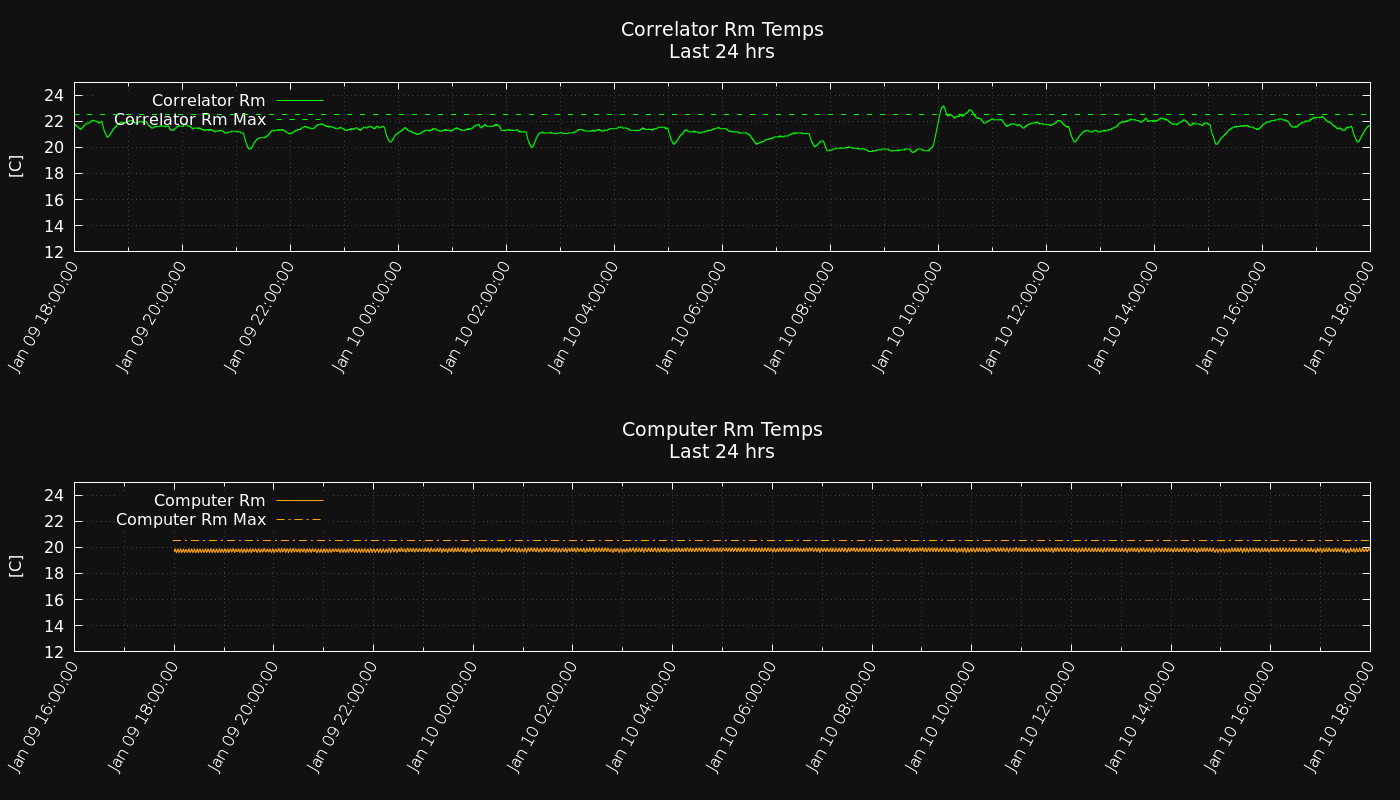 Correlator Rm Temps
Last 24 hrs
Correlator Rm
Correlator Rm Max
[C]
24
22
20
18
16
14
12
Jan 09 18:00:00
Jan 09 20:00:00
Jan 09 22:00:00
Jan 10 00:00:00
Jan 10 02:00:00
Jan 10 04:00:00
Jan 10 06:00:00
Jan 10 08:00:00
Jan 10 10:00:00
Jan 10 12:00:00
Jan 10 14:00:00
Jan 10 16:00:00
Jan 10 18:00:00
Computer Rm Temps
Last 24 hrs
Computer Rm
Computer Rm Max
[C]
24
22
20
18
16
14
12
Jan 09 16:00:00
Jan 09 18:00:00
Jan 09 20:00:00
Jan 09 22:00:00
Jan 10 00:00:00
Jan 10 02:00:00
Jan 10 04:00:00
Jan 10 06:00:00
Jan 10 08:00:00
Jan 10 10:00:00
Jan 10 12:00:00
Jan 10 14:00:00
Jan 10 16:00:00
Jan 10 18:00:00